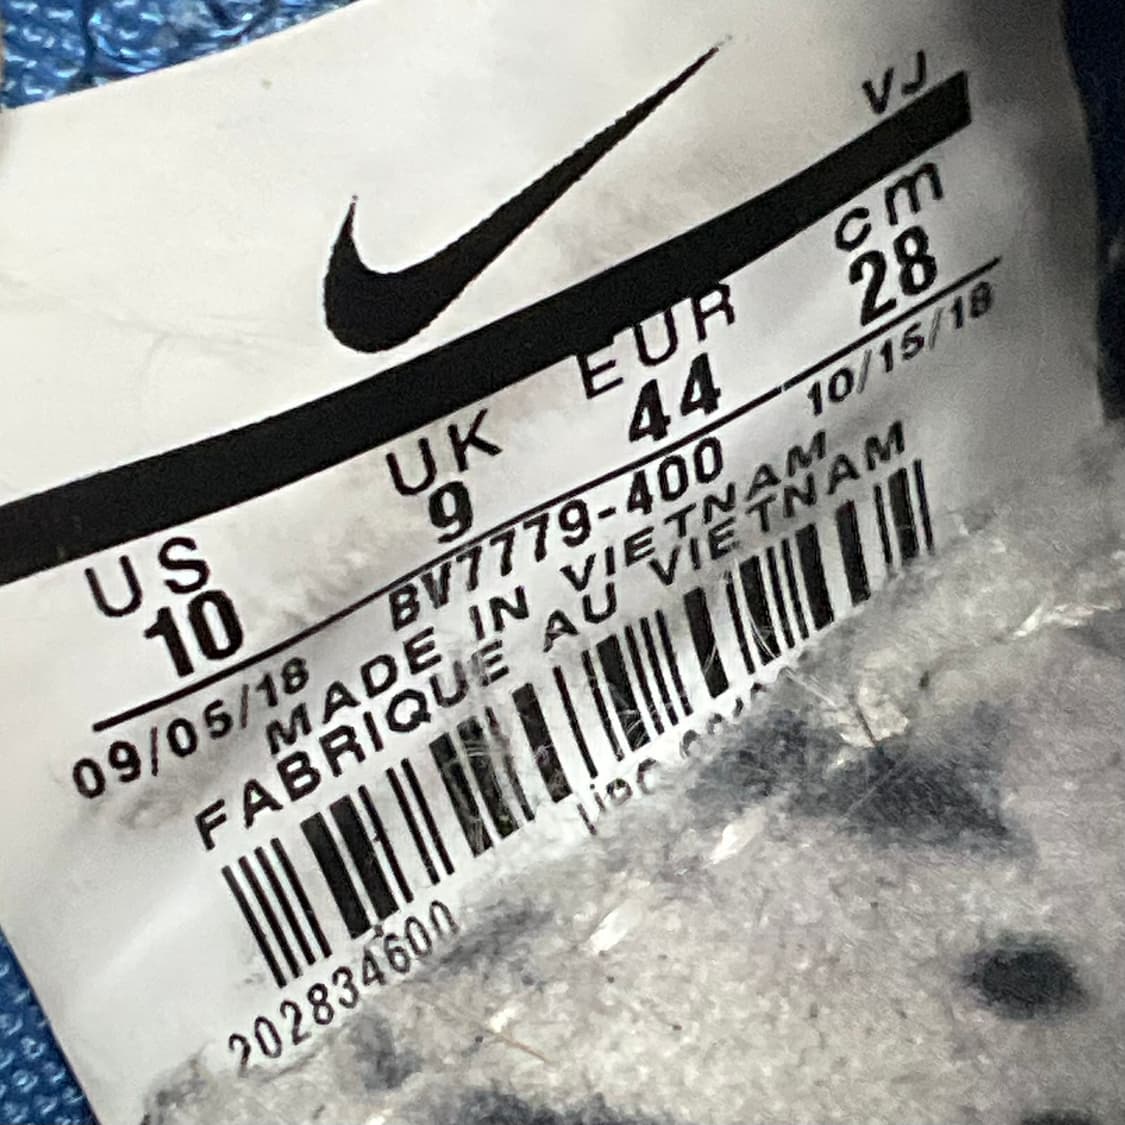 VJ
US UK EUR cm
10 9 44 28
09/05/18 BV7779-400 10/15/18
MADE IN VIETNAM
FABRIQUE AU VIETNAM
202834600